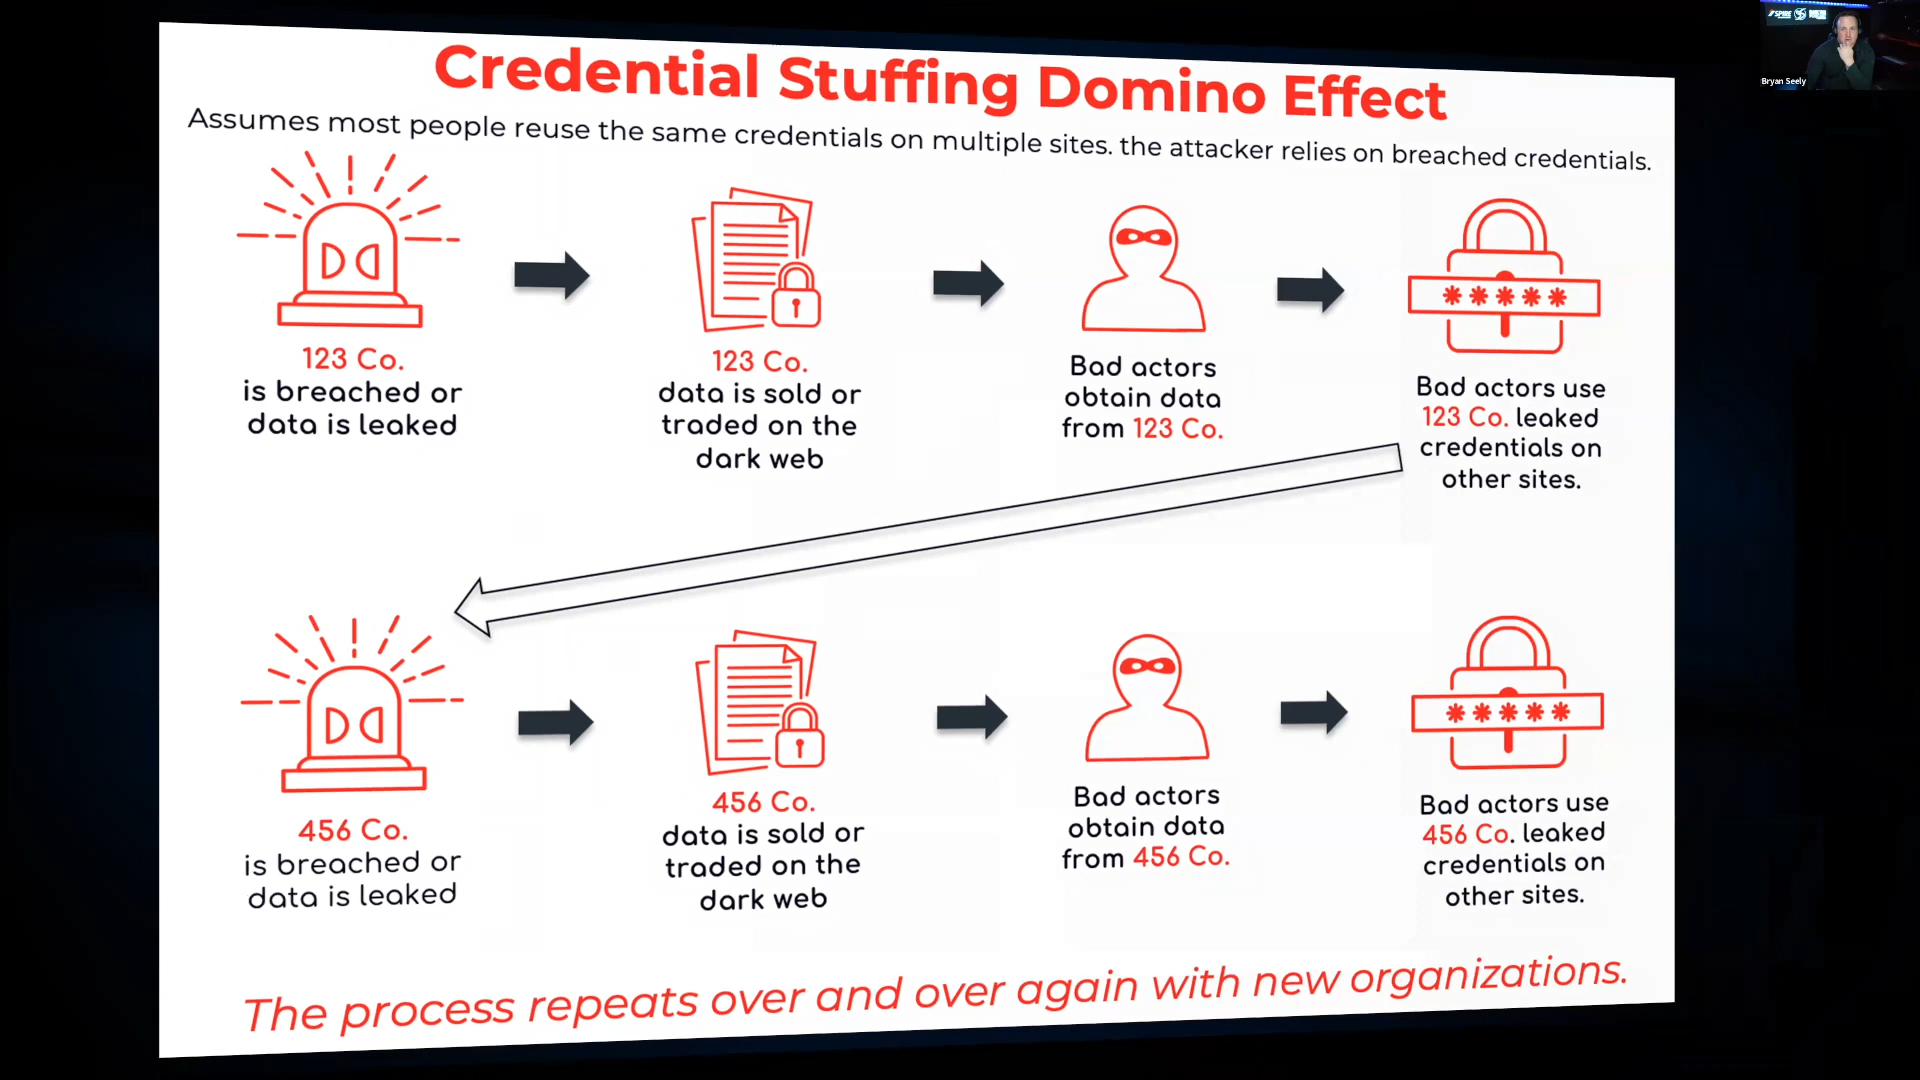 Credential Stuffing Domino Effect
Assumes most people reuse the same credentials on multiple sites. the attacker relies on breached credentials.
123 Co.
is breached or
data is leaked
123 Co.
data is sold or
traded on the
dark web
Bad actors
obtain data
from 123 Co.
*****
Bad actors use
123 Co. leaked
credentials on
other sites.
456 Co.
is breached or
data is leaked
456 Co.
data is sold or
traded on the
dark web
Bad actors
obtain data
from 456 Co.
*****
Bad actors use
456 Co. leaked
credentials on
other sites.
The process repeats over and over again with new organizations.
SPIRE
Bryan Seely